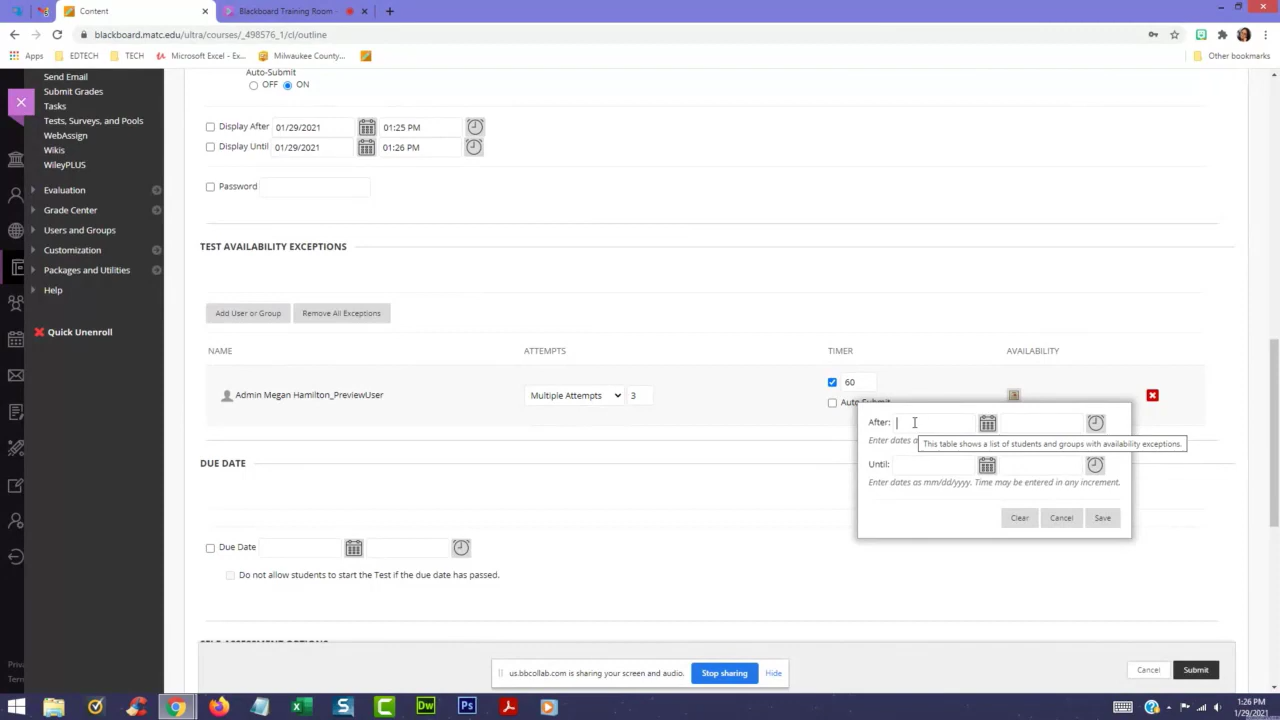 Content
Blackboard Training Room -
blackboard.matc.edu/ultra/courses/_498576_1/cl/outline
Apps
EDTECH
TECH
Microsoft Excel - Ex...
Milwaukee County...
Other bookmarks
Send Email
Submit Grades
Tasks
Tests, Surveys, and Pools
WebAssign
Wikis
WileyPLUS
Evaluation
Grade Center
Users and Groups
Customization
Packages and Utilities
Help
Quick Unenroll
Auto-Submit
OFF ON
Display After 01/29/2021 01:25 PM
Display Until 01/29/2021 01:26 PM
Password
TEST AVAILABILITY EXCEPTIONS
Add User or Group
Remove All Exceptions
NAME ATTEMPTS TIMER AVAILABILITY
Admin Megan Hamilton_PreviewUser Multiple Attempts 3 60
Auto Submit
After:
Enter dates a
This table shows a list of students and groups with availability exceptions.
Until:
Enter dates as mm/dd/yyyy. Time may be entered in any increment.
Clear Cancel Save
DUE DATE
Due Date
Do not allow students to start the Test if the due date has passed.
us.bbcollab.com is sharing your screen and audio. Stop sharing Hide
Cancel Submit
Dw Ps
1:26 PM
1/29/2021